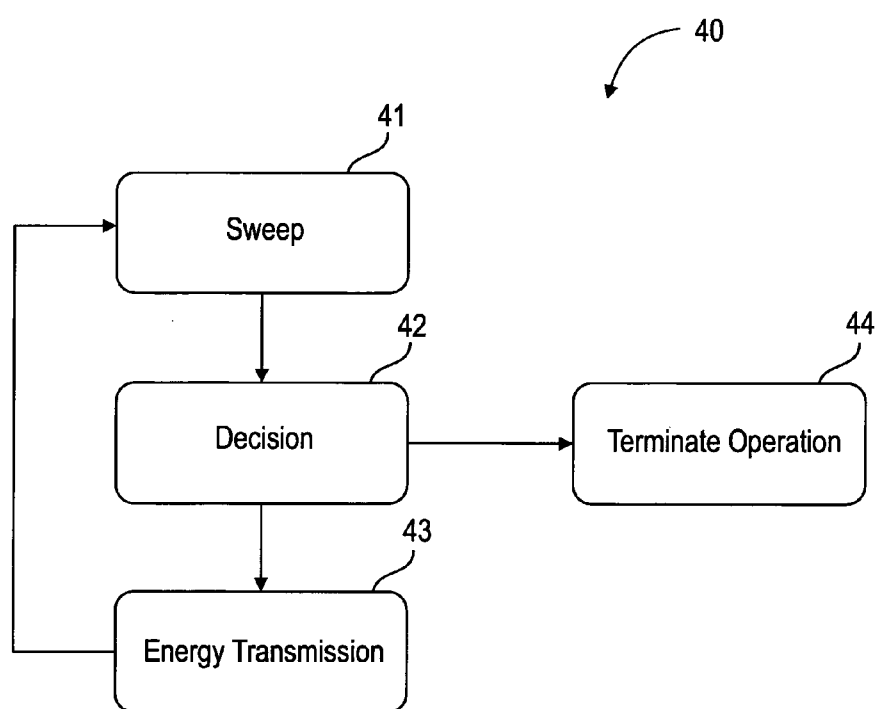 40
41
Sweep
42
Decision
44
Terminate Operation
43
Energy Transmission